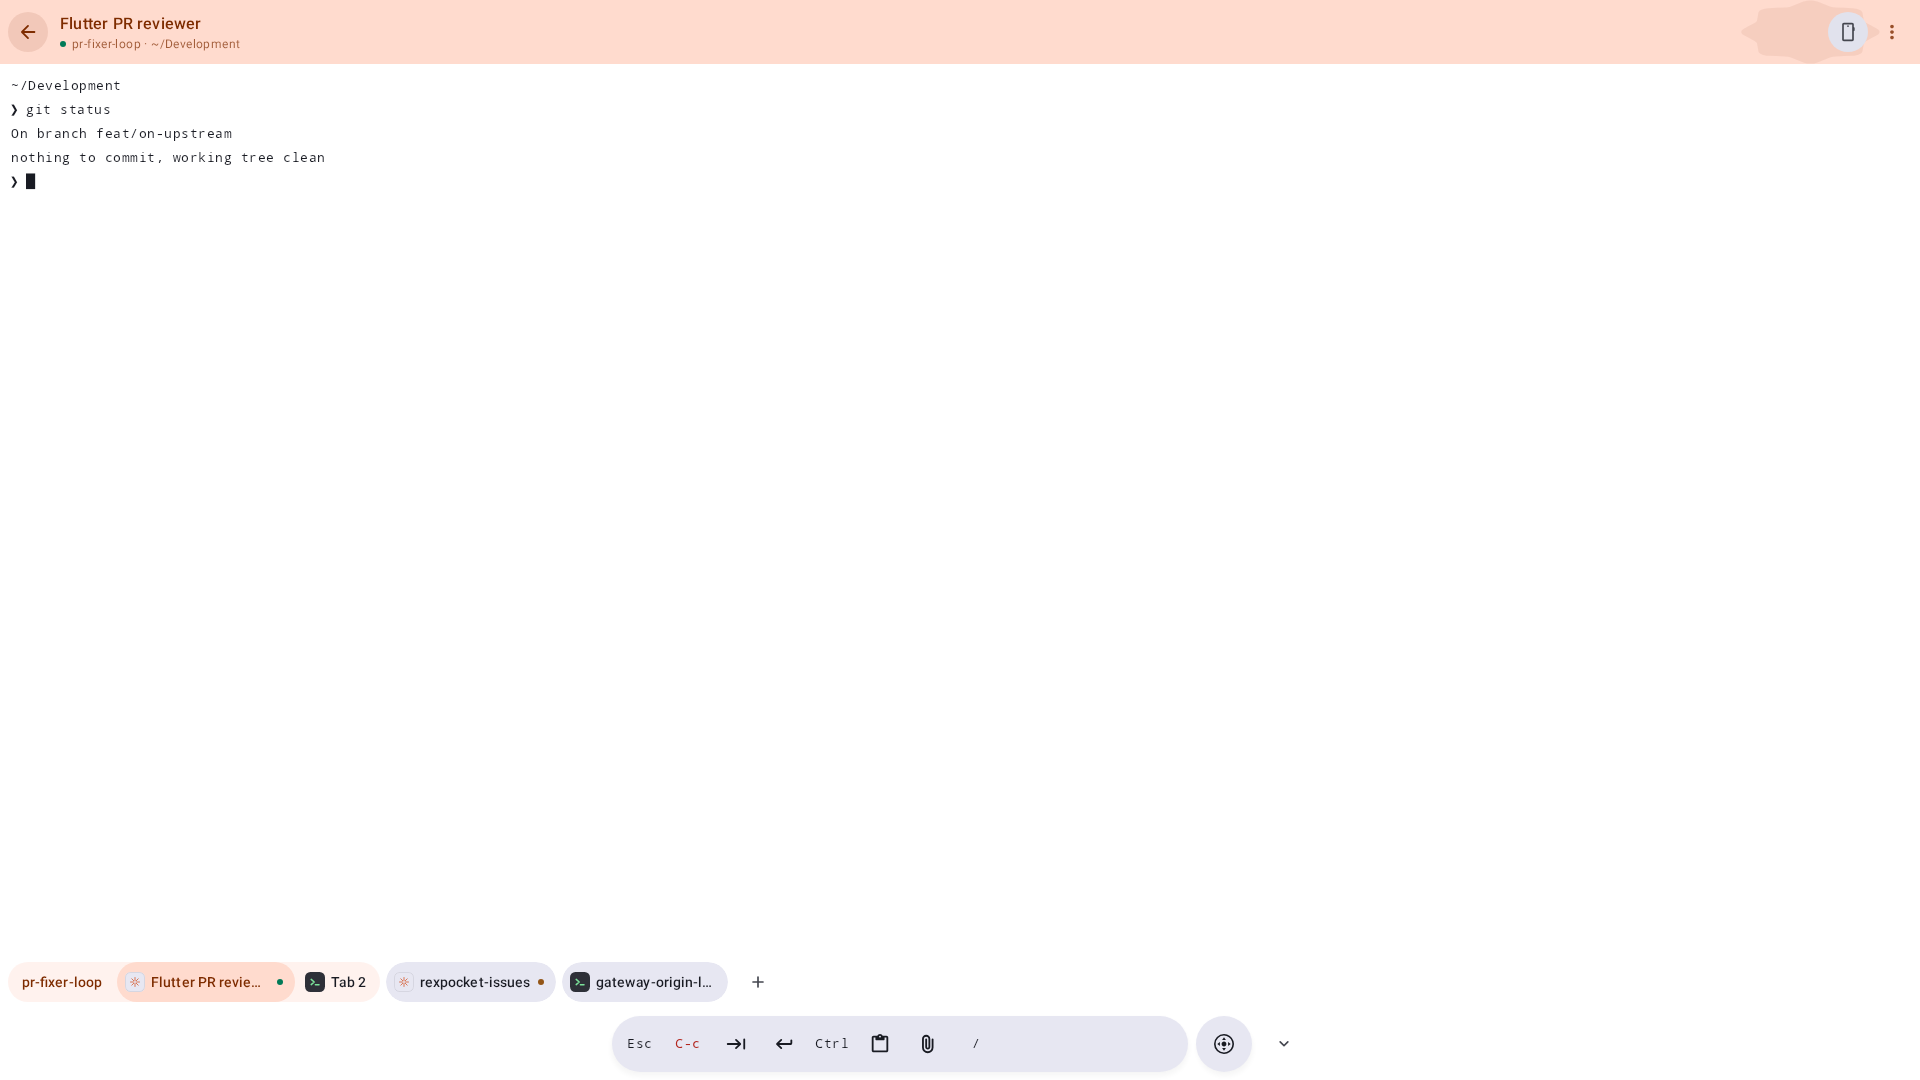 Flutter PR reviewer
pr-fixer-loop · ~/Development
~/Development
❯ git status
On branch feat/on-upstream
nothing to commit, working tree clean
❯
pr-fixer-loop
Flutter PR revie...
Tab 2
rexpocket-issues
gateway-origin-l...
Esc
C-c
Ctrl
/